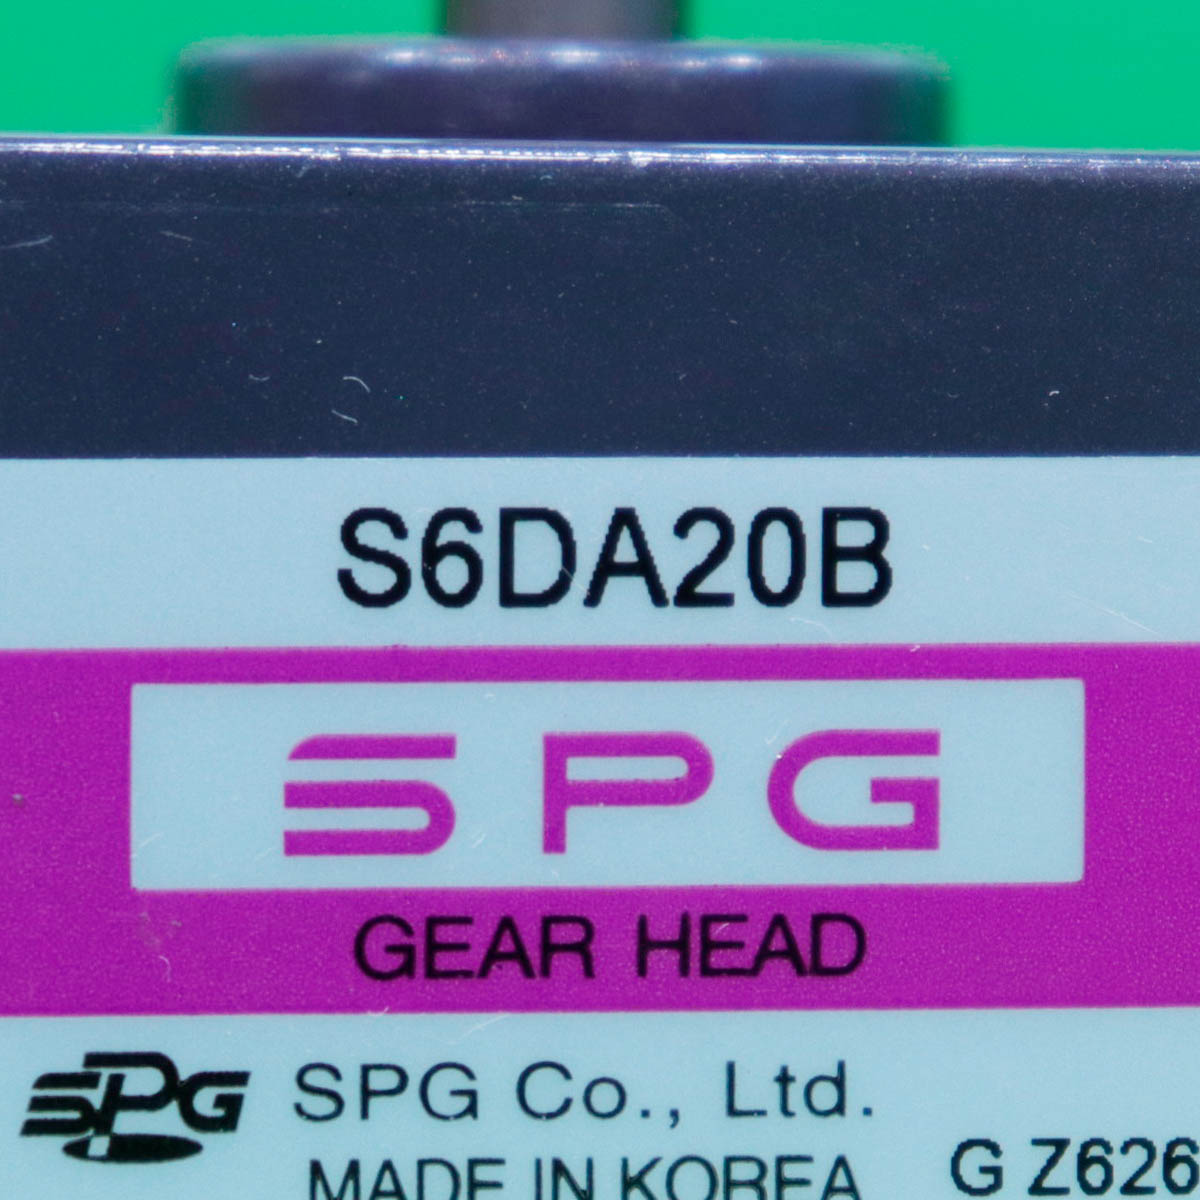 S6DA20B
SPG
GEAR HEAD
SPG SPG Co., Ltd.
MADE IN KOREA
G Z626